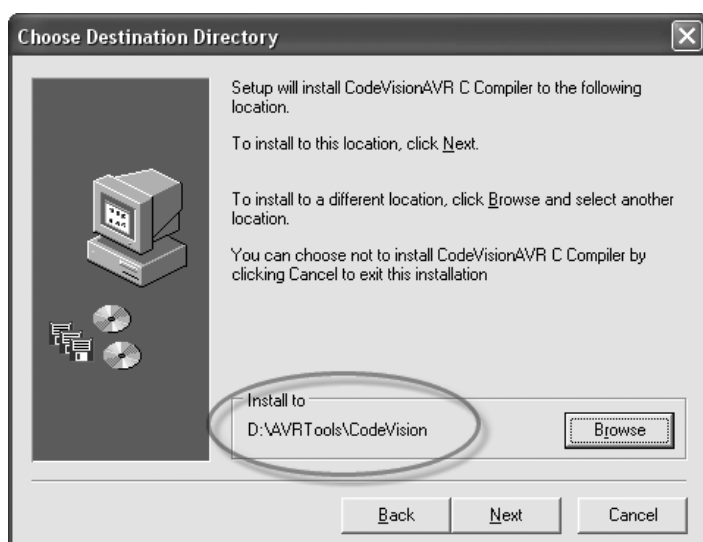 Choose Destination Directory
Setup will install CodeVisionAVR C Compiler to the following
location.
To install to this location, click Next.
To install to a different location, click Browse and select another
location.
You can choose not to install CodeVisionAVR C Compiler by
clicking Cancel to exit this installation
Install to
D:\AVRTools\CodeVision
Browse
Back
Next
Cancel